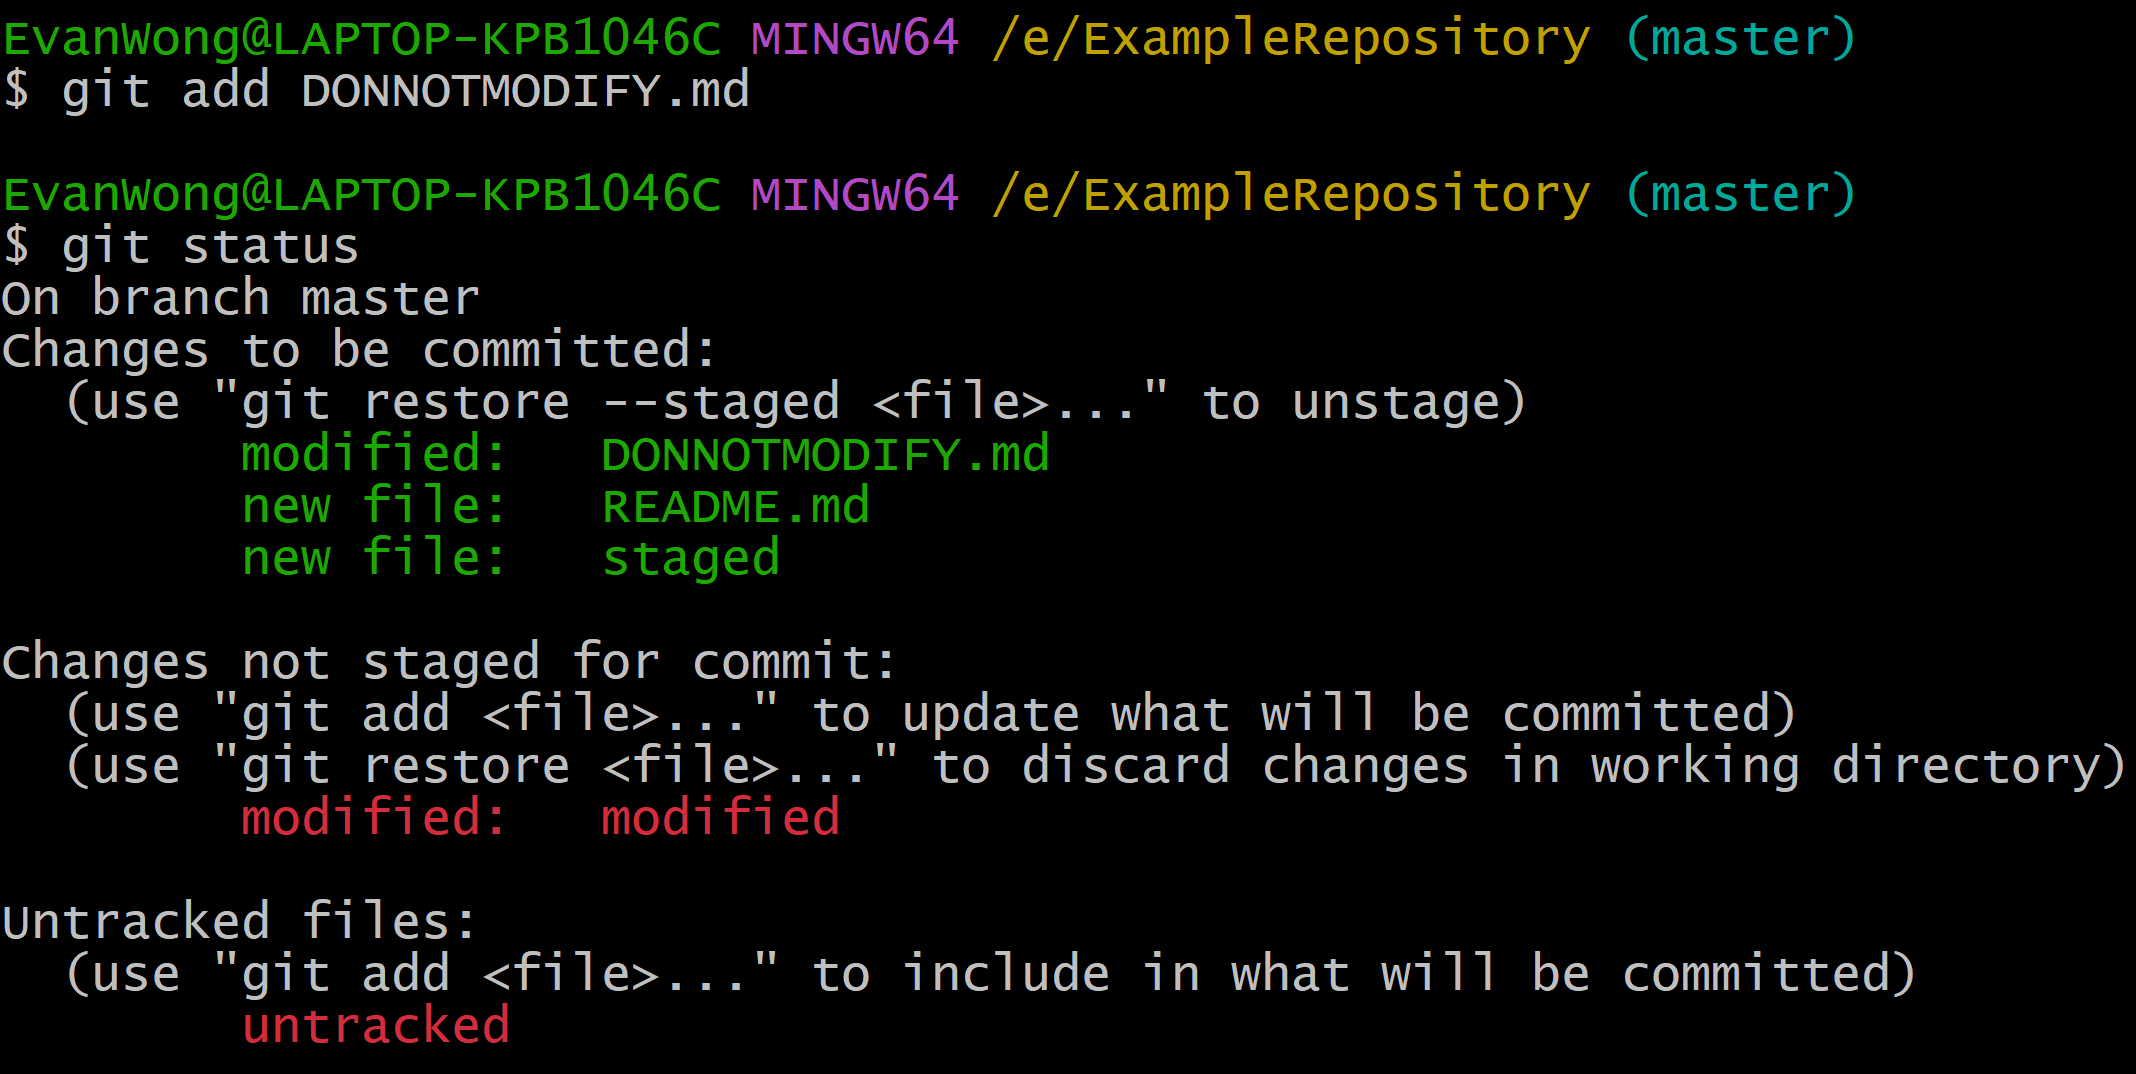 EvanWong@LAPTOP-KPB1046C MINGW64 /e/ExampleRepository (master)
$ git add DONNOTMODIFY.md
EvanWong@LAPTOP-KPB1046C MINGW64 /e/ExampleRepository (master)
$ git status
On branch master
Changes to be committed:
  (use "git restore --staged <file>..." to unstage)
        modified:   DONNOTMODIFY.md
        new file:   README.md
        new file:   staged
Changes not staged for commit:
  (use "git add <file>..." to update what will be committed)
  (use "git restore <file>..." to discard changes in working directory)
        modified:   modified
Untracked files:
  (use "git add <file>..." to include in what will be committed)
        untracked